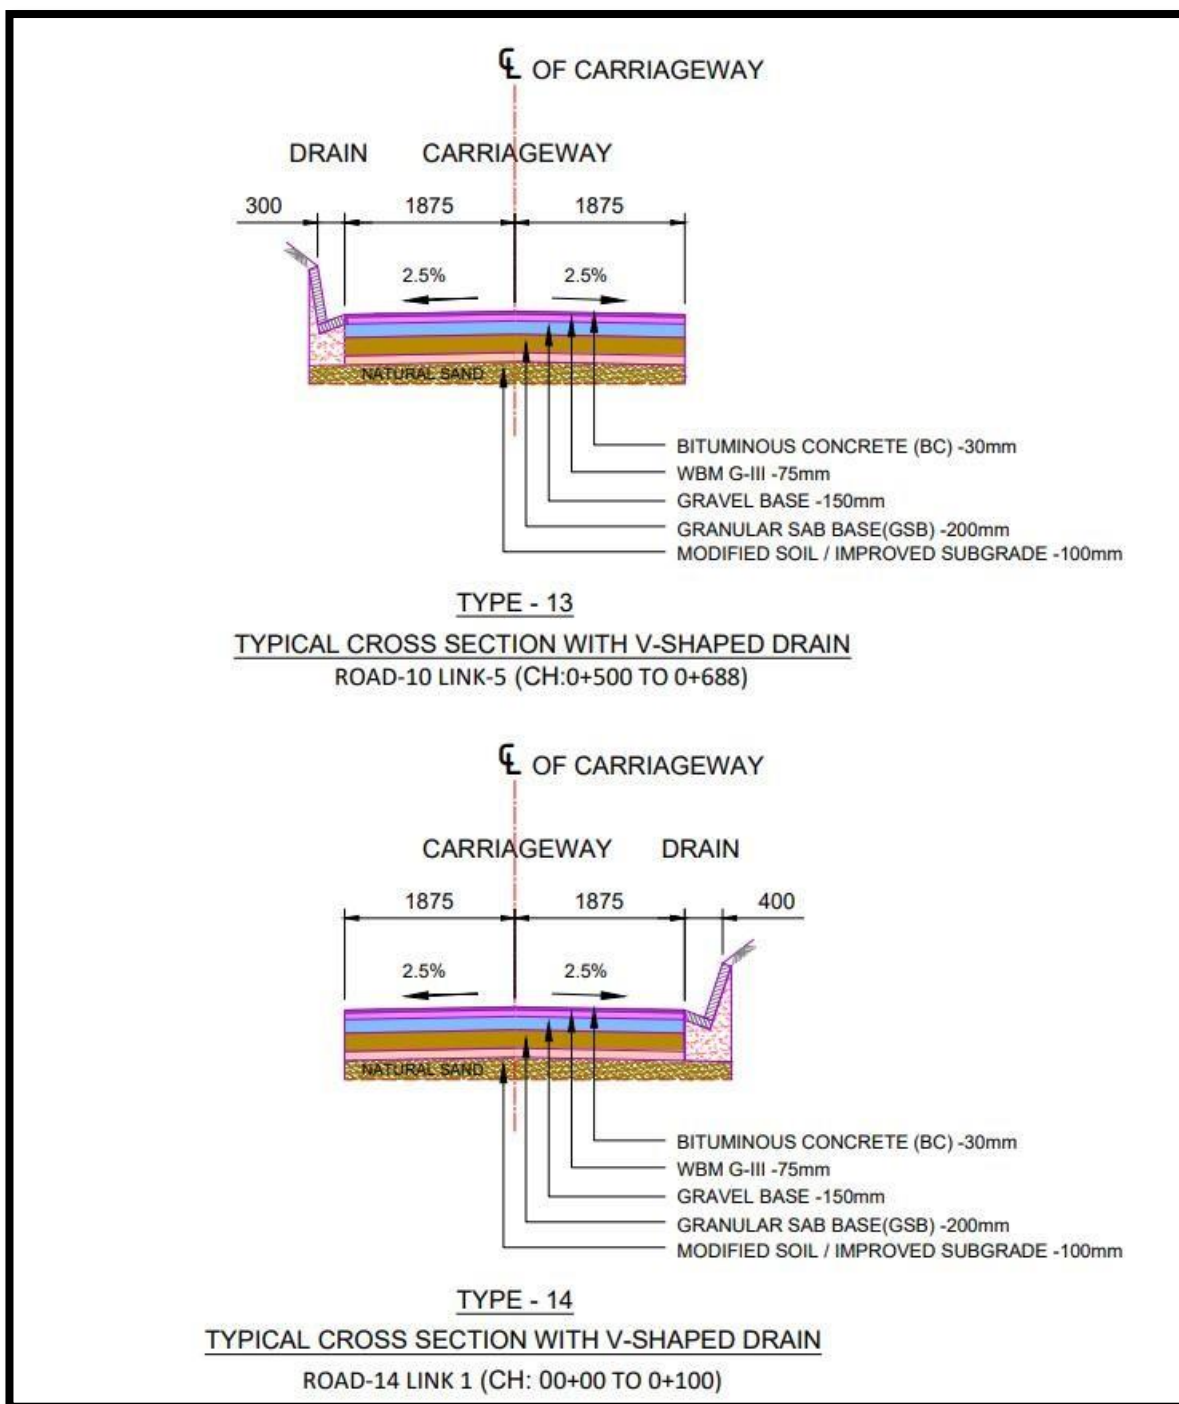 ℄ OF CARRIAGEWAY
DRAIN CARRIAGEWAY
300 1875 1875
2.5% 2.5%
NATURAL SAND
BITUMINOUS CONCRETE (BC) -30mm
WBM G-III -75mm
GRAVEL BASE -150mm
GRANULAR SAB BASE(GSB) -200mm
MODIFIED SOIL / IMPROVED SUBGRADE -100mm
TYPE - 13
TYPICAL CROSS SECTION WITH V-SHAPED DRAIN
ROAD-10 LINK-5 (CH:0+500 TO 0+688)
℄ OF CARRIAGEWAY
CARRIAGEWAY DRAIN
1875 1875 400
2.5% 2.5%
NATURAL SAND
BITUMINOUS CONCRETE (BC) -30mm
WBM G-III -75mm
GRAVEL BASE -150mm
GRANULAR SAB BASE(GSB) -200mm
MODIFIED SOIL / IMPROVED SUBGRADE -100mm
TYPE - 14
TYPICAL CROSS SECTION WITH V-SHAPED DRAIN
ROAD-14 LINK 1 (CH: 00+00 TO 0+100)